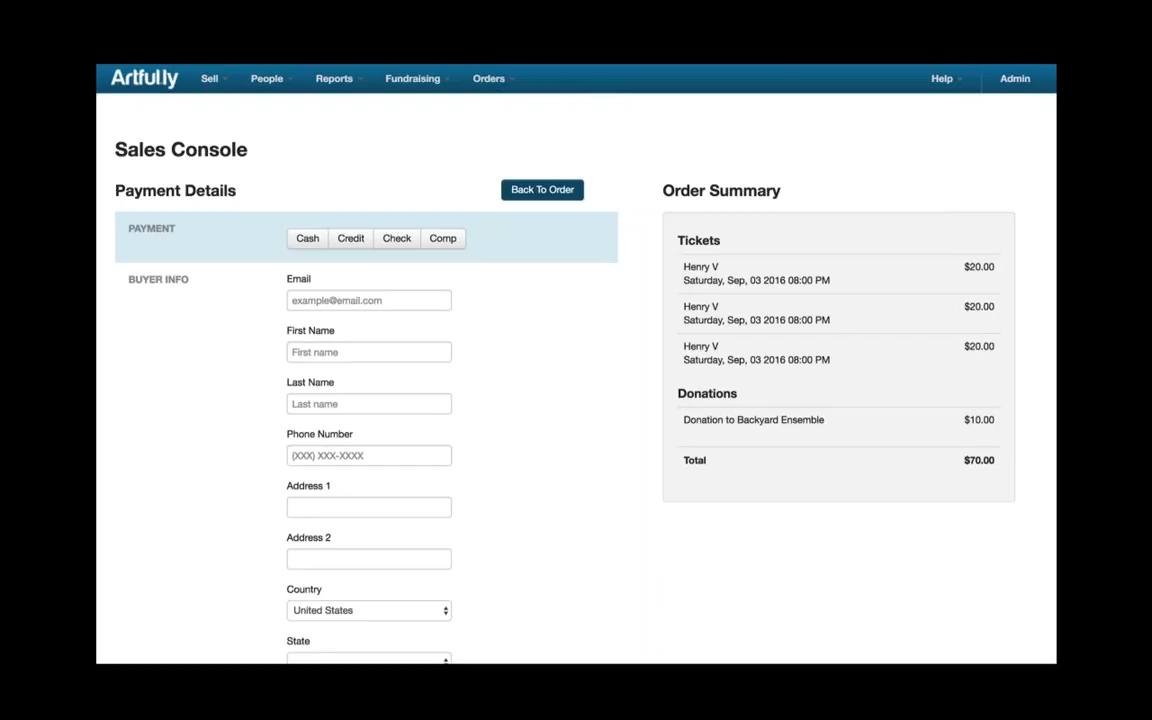 Artful.ly Sell People Reports Fundraising Orders Help Admin
Sales Console
Payment Details Back To Order
PAYMENT Cash Credit Check Comp
BUYER INFO
Email
example@email.com
First Name
First name
Last Name
Last name
Phone Number
(XXX) XXX-XXXX
Address 1
Address 2
Country
United States
State
Order Summary
Tickets
Henry V $20.00
Saturday, Sep, 03 2016 08:00 PM
Henry V $20.00
Saturday, Sep, 03 2016 08:00 PM
Henry V $20.00
Saturday, Sep, 03 2016 08:00 PM
Donations
Donation to Backyard Ensemble $10.00
Total $70.00